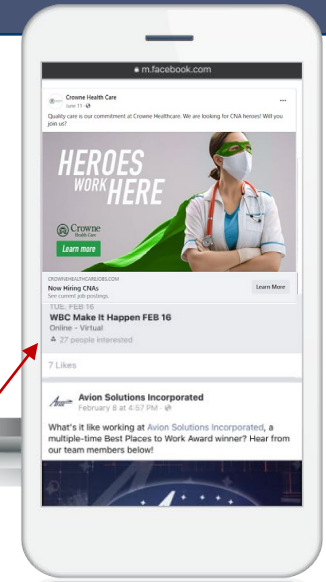 m.facebook.com
Crowne Health Care
June 11 ·
Quality care is our commitment at Crowne Healthcare. We are looking for CNA heroes! Will you
join us?
HEROES
WORK HERE
Crowne
Health Care
Learn more
CROWNEHEALTHCAREJOBS.COM
Now Hiring CNAs
See current job postings.
Learn More
TUE, FEB 16
WBC Make It Happen FEB 16
Online - Virtual
27 people interested
7 Likes
Avion Solutions Incorporated
February 8 at 4:57 PM ·
What's it like working at Avion Solutions Incorporated, a
multiple-time Best Places to Work Award winner? Hear from
our team members below!